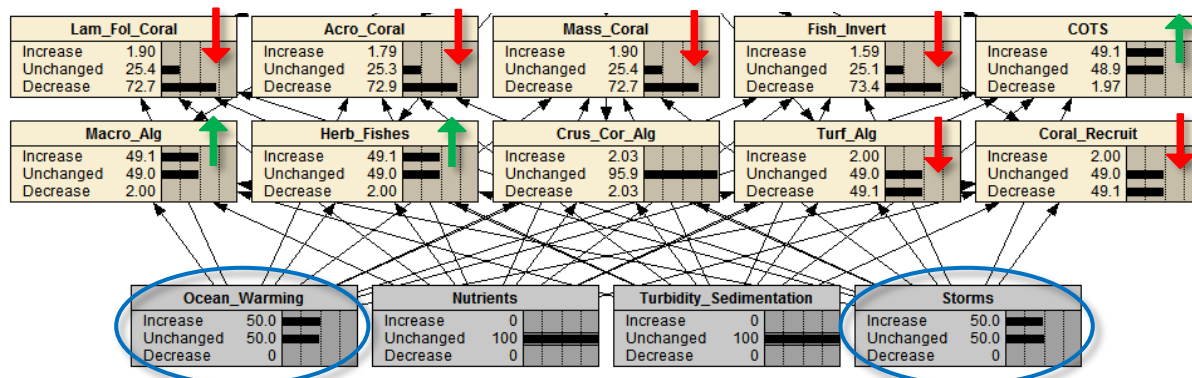 Lam_Fol_Coral
Increase 1.90
Unchanged 25.4
Decrease 72.7
Acro_Coral
Increase 1.79
Unchanged 25.3
Decrease 72.9
Mass_Coral
Increase 1.90
Unchanged 25.4
Decrease 72.7
Fish_Invert
Increase 1.59
Unchanged 25.1
Decrease 73.4
COTS
Increase 49.1
Unchanged 48.9
Decrease 1.97
Macro_Alg
Increase 49.1
Unchanged 49.0
Decrease 2.00
Herb_Fishes
Increase 49.1
Unchanged 49.0
Decrease 2.00
Crus_Cor_Alg
Increase 2.03
Unchanged 95.9
Decrease 2.03
Turf_Alg
Increase 2.00
Unchanged 49.0
Decrease 49.1
Coral_Recruit
Increase 2.00
Unchanged 49.0
Decrease 49.1
Ocean_Warming
Increase 50.0
Unchanged 50.0
Decrease 0
Nutrients
Increase 0
Unchanged 100
Decrease 0
Turbidity_Sedimentation
Increase 0
Unchanged 100
Decrease 0
Storms
Increase 50.0
Unchanged 50.0
Decrease 0